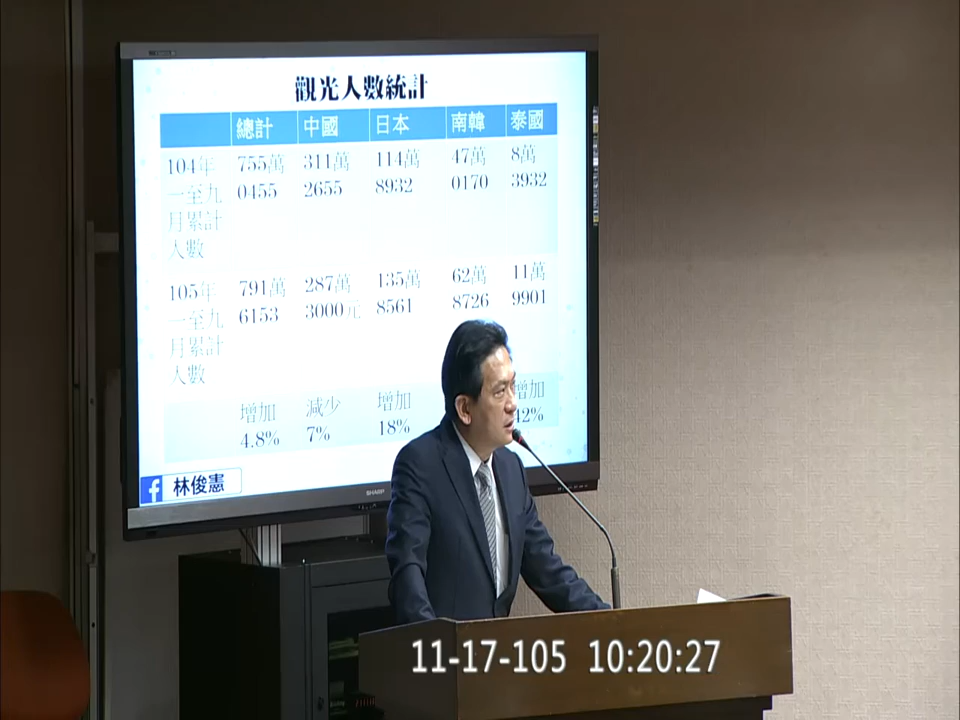 觀光人數統計
總計 中國 日本 南韓 泰國
104年 755萬 311萬 114萬 47萬 8萬
一至九 0455 2655 8932 0170 3932
月累計
人數
105年 791萬 287萬 135萬 62萬 11萬
一至九 6153 3000元 8561 8726 9901
月累計
人數
增加 減少 增加 增加
4.8% 7% 18% 42%
f 林俊憲
SHARP
11-17-105 10:20:27